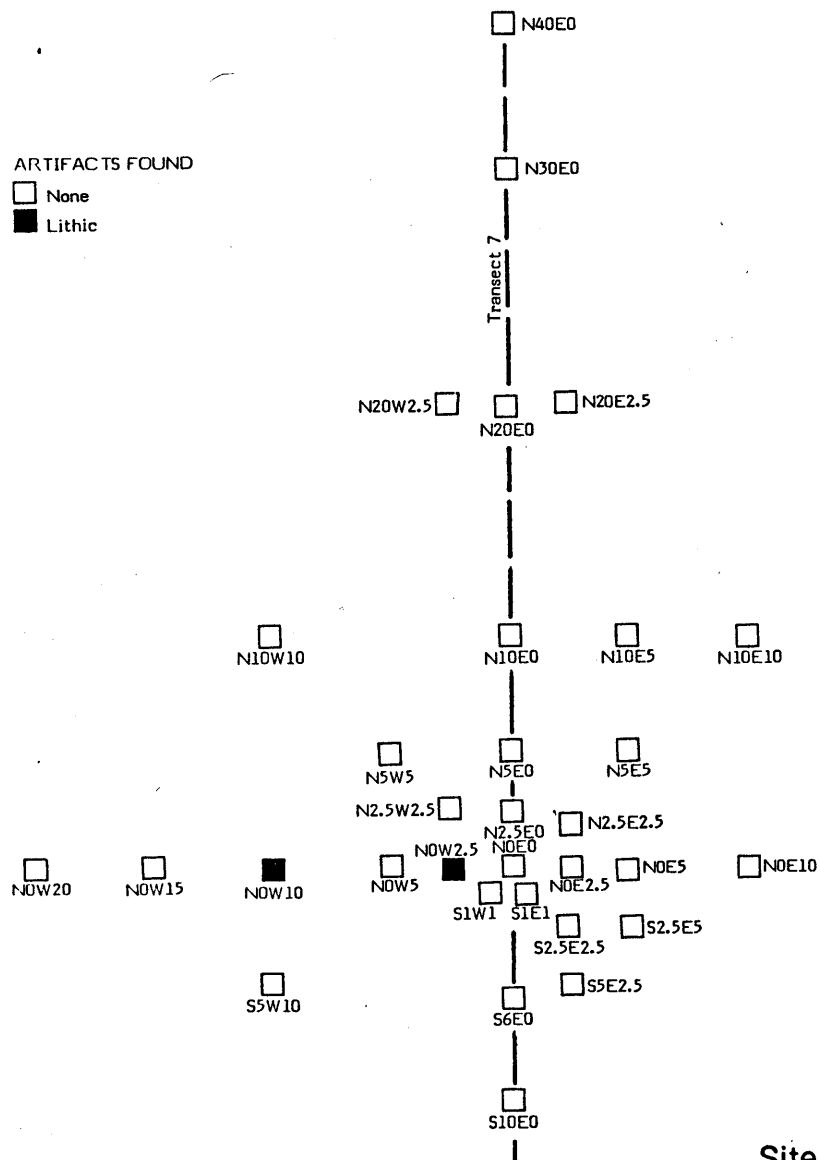 N40E0
ARTIFACTS FOUND
None
Lithic
N30E0
Transect 7
N20W2.5
N20E0
N20E2.5
N10W10
N10E0
N10E5
N10E10
N5W5
N5E0
N5E5
N2.5W2.5
N2.5E0
N2.5E2.5
N0W2.5
N0E0
N0W20
N0W15
N0W10
N0W5
N0E2.5
N0E5
N0E10
S1W1
S1E1
S2.5E2.5
S2.5E5
S5W10
S6E0
S5E2.5
S10E0
Site